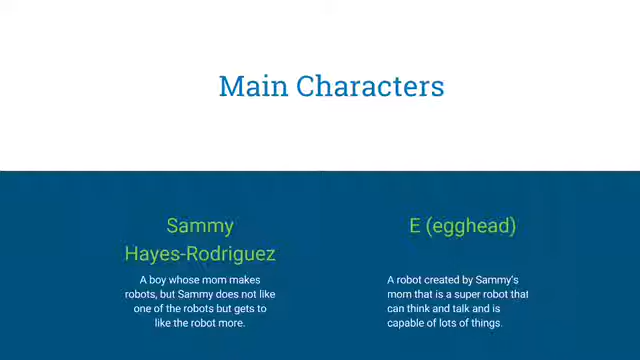 Main Characters
Sammy
Hayes-Rodriguez
A boy whose mom makes
robots, but Sammy does not like
one of the robots but gets to
like the robot more.
E (egghead)
A robot created by Sammy's
mom that is a super robot that
can think and talk and is
capable of lots of things.